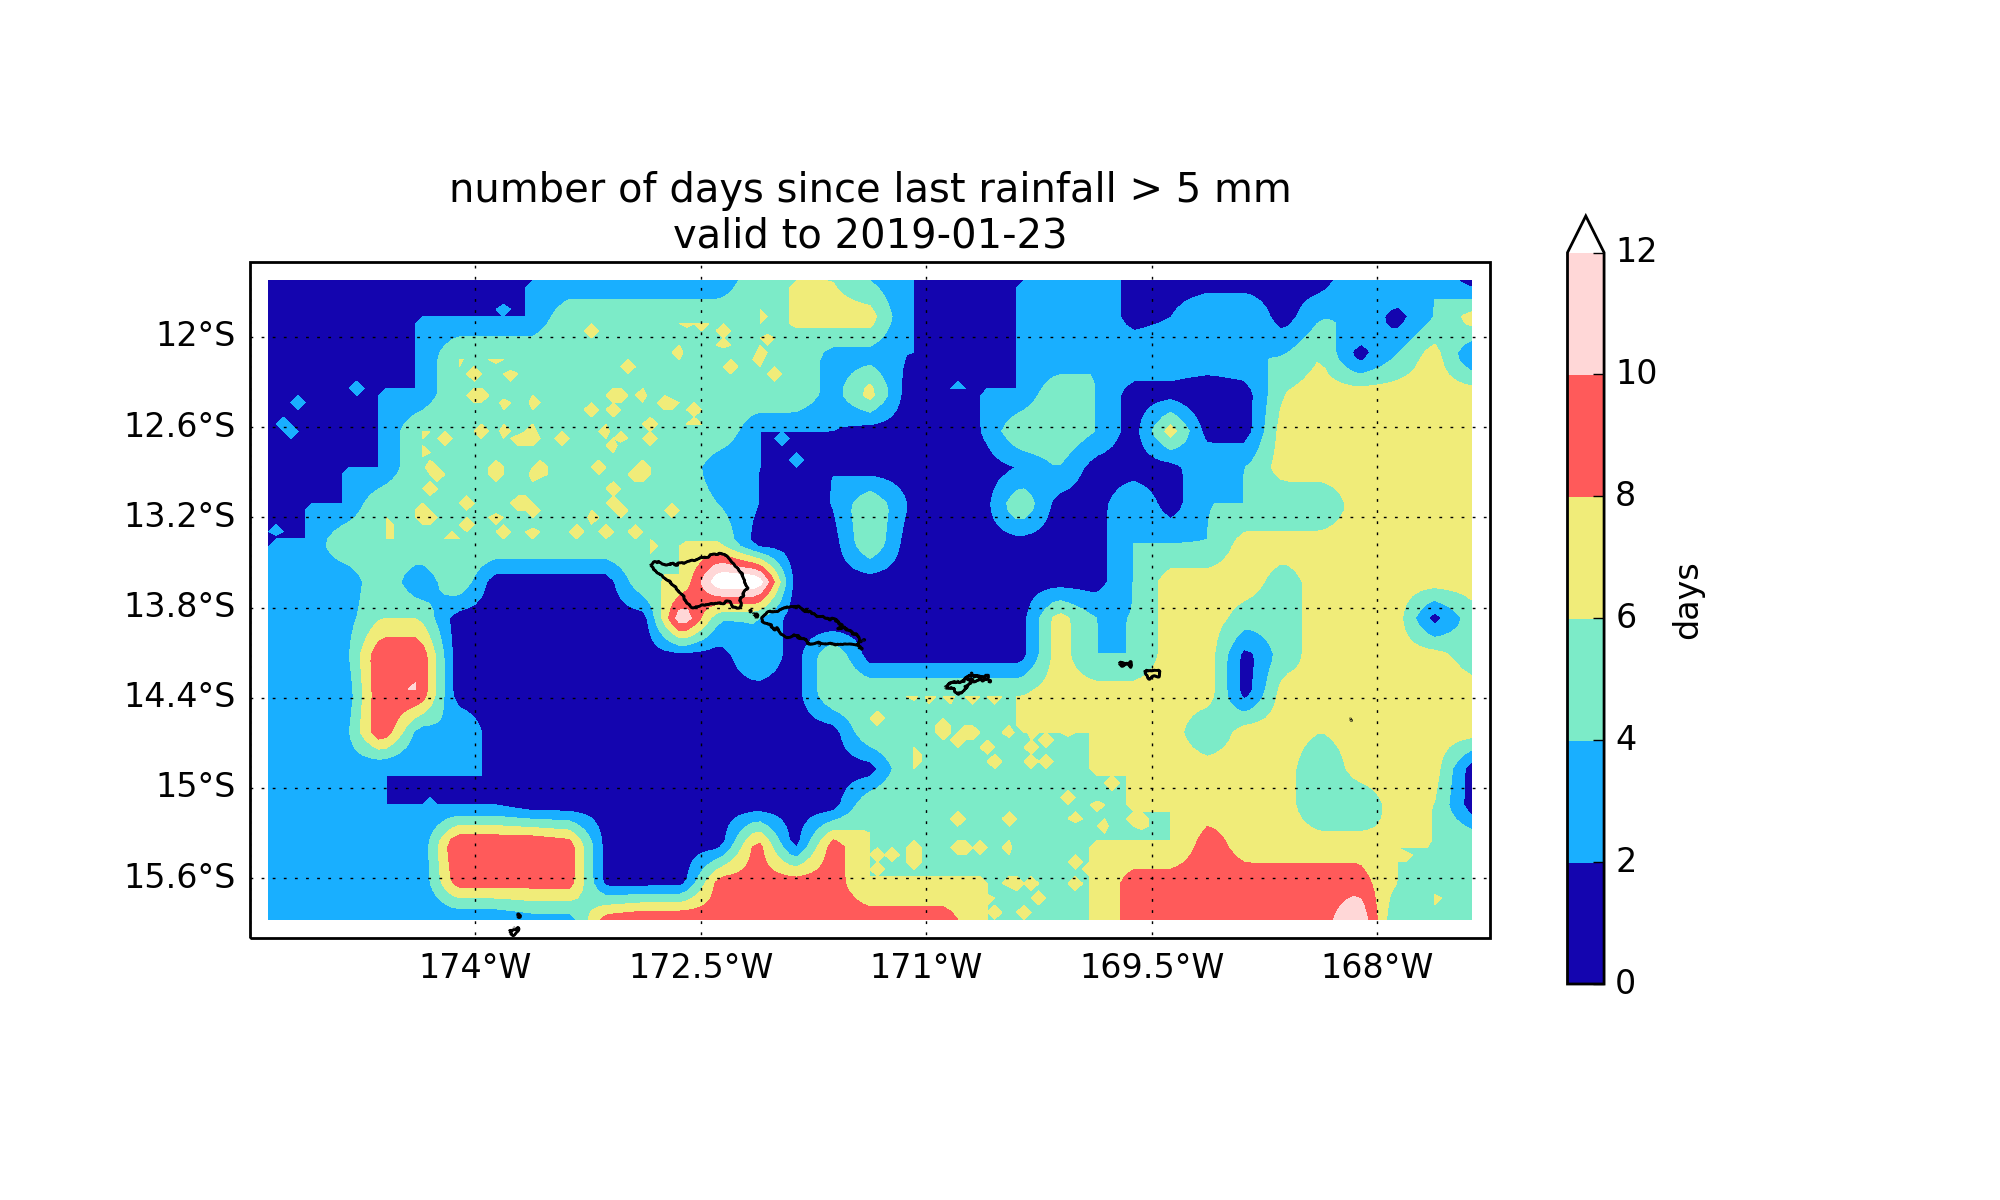 number of days since last rainfall > 5 mm
valid to 2019-01-23
12°S
12.6°S
13.2°S
13.8°S
14.4°S
15°S
15.6°S
174°W
172.5°W
171°W
169.5°W
168°W
12
10
8
6
4
2
0
days